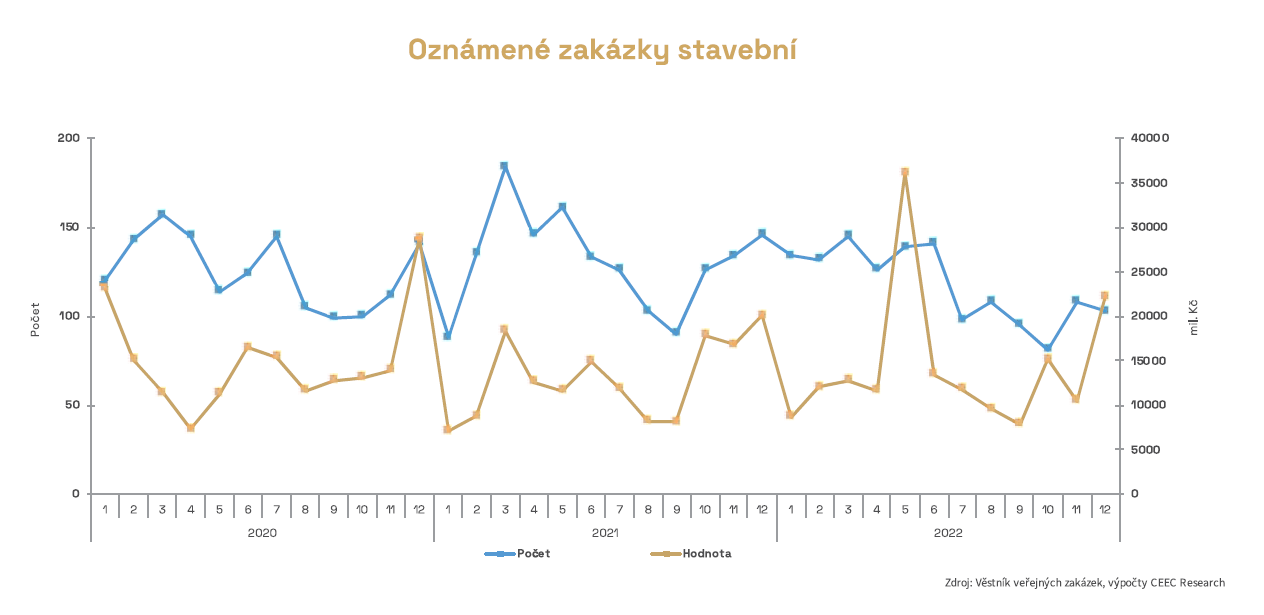 Oznámené zakázky stavební
200
150
100
50
0
Počet
40000
35000
30000
25000
20000
15000
10000
5000
0
mil. Kč
1 2 3 4 5 6 7 8 9 10 11 12 1 2 3 4 5 6 7 8 9 10 11 12 1 2 3 4 5 6 7 8 9 10 11 12
2020 2021 2022
Počet Hodnota
Zdroj: Věstník veřejných zakázek, výpočty CEEC Research